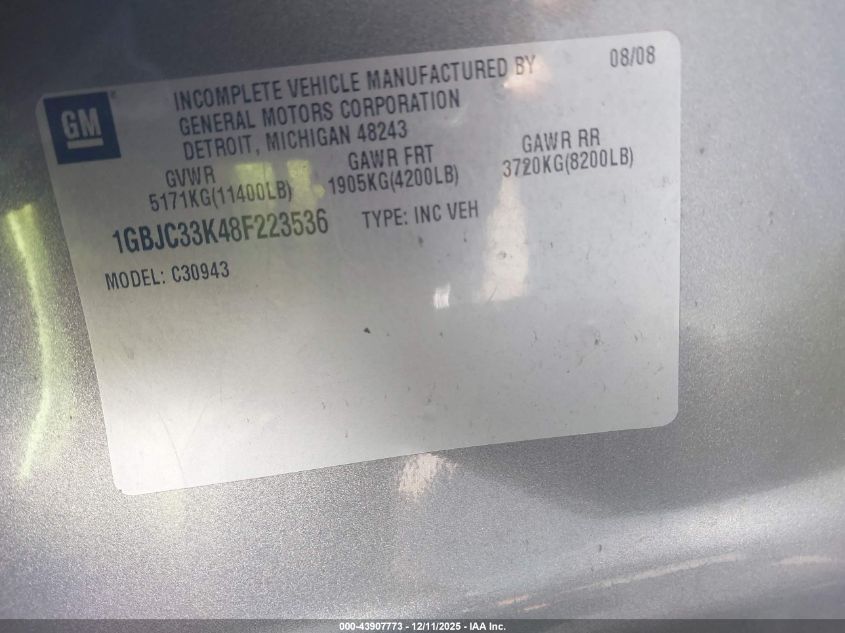 GM
INCOMPLETE VEHICLE MANUFACTURED BY 08/08
GENERAL MOTORS CORPORATION
DETROIT, MICHIGAN 48243
GVWR GAWR FRT GAWR RR
5171KG(11400LB) 1905KG(4200LB) 3720KG(8200LB)
1GBJC33K48F223536 TYPE: INC VEH
MODEL: C30943
000-43907773 - 12/11/2025 - IAA Inc.